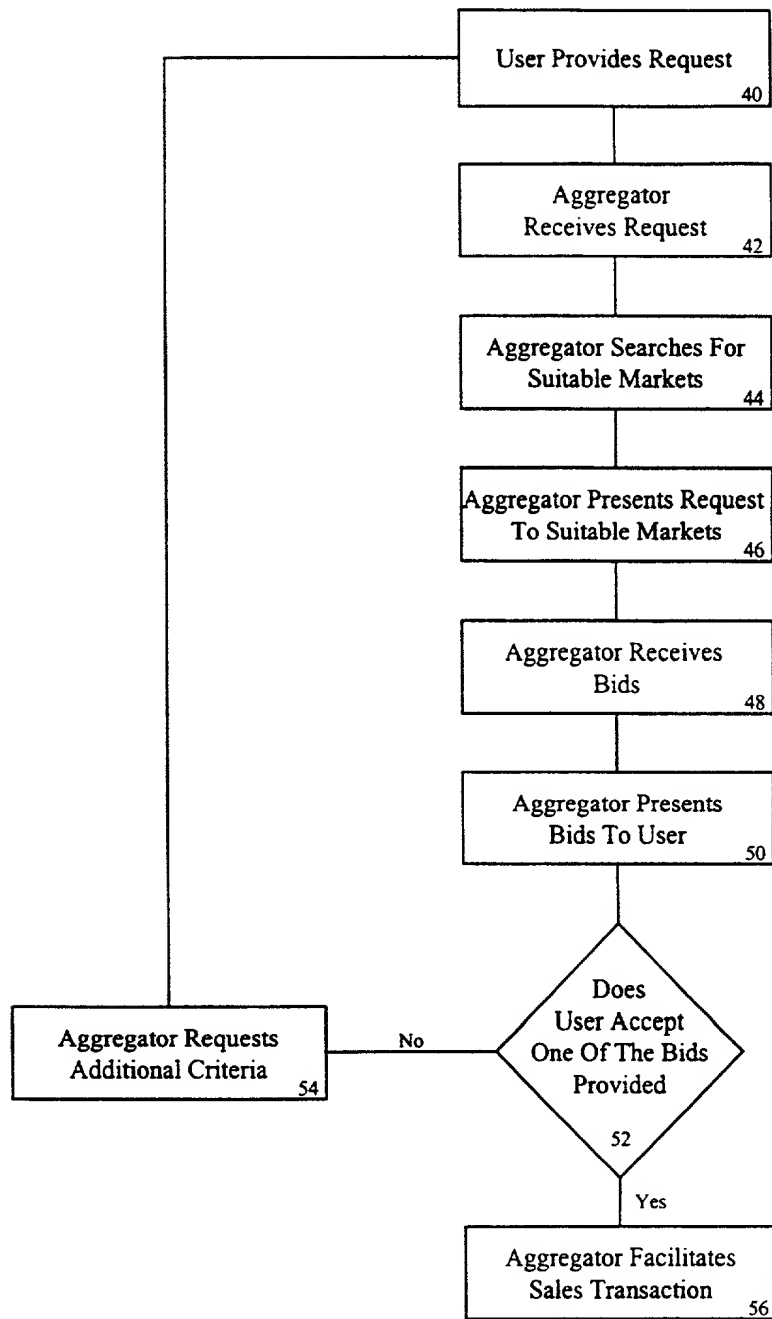 User Provides Request
40
Aggregator
Receives Request
42
Aggregator Searches For
Suitable Markets
44
Aggregator Presents Request
To Suitable Markets
46
Aggregator Receives
Bids
48
Aggregator Presents
Bids To User
50
Does
User Accept
One Of The Bids
Provided
52
No
Aggregator Requests
Additional Criteria
54
Yes
Aggregator Facilitates
Sales Transaction
56